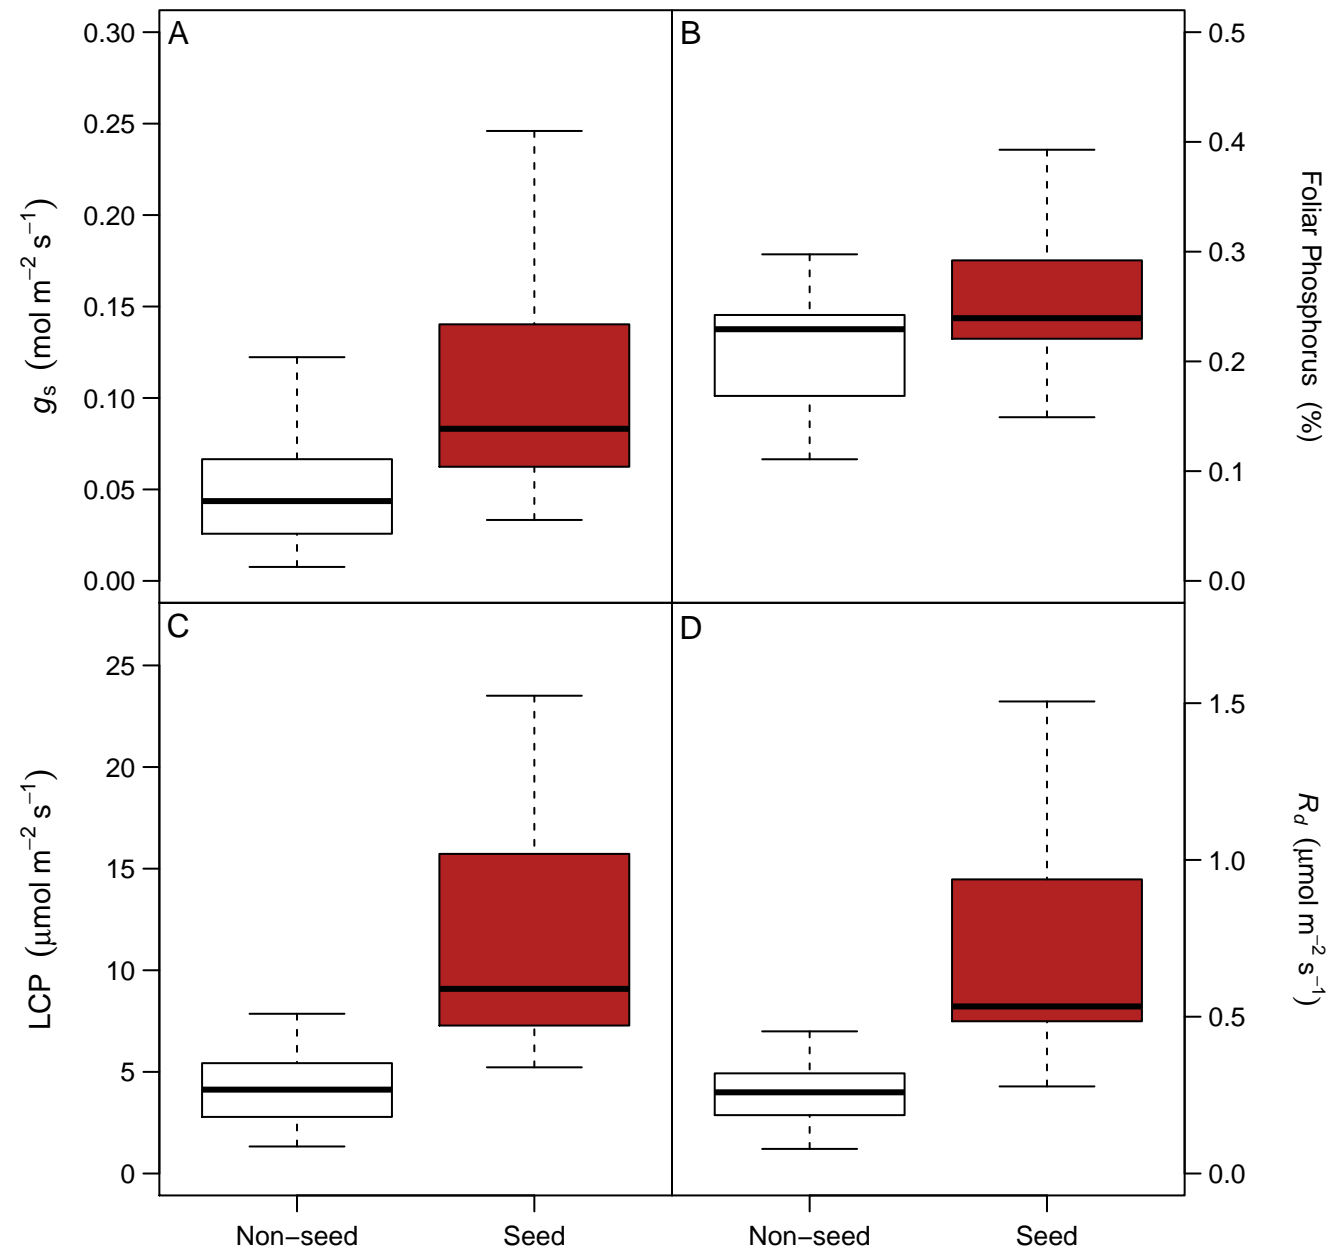 A
0.30
0.25
0.20
0.15
0.10
0.05
0.00
gs (mol m−2 s−1)
B
0.5
0.4
0.3
0.2
0.1
0.0
Foliar Phosphorus (%)
C
25
20
15
10
5
0
LCP (μmol m−2 s−1)
Non−seed Seed
D
1.5
1.0
0.5
0.0
Rd (μmol m−2 s−1)
Non−seed Seed